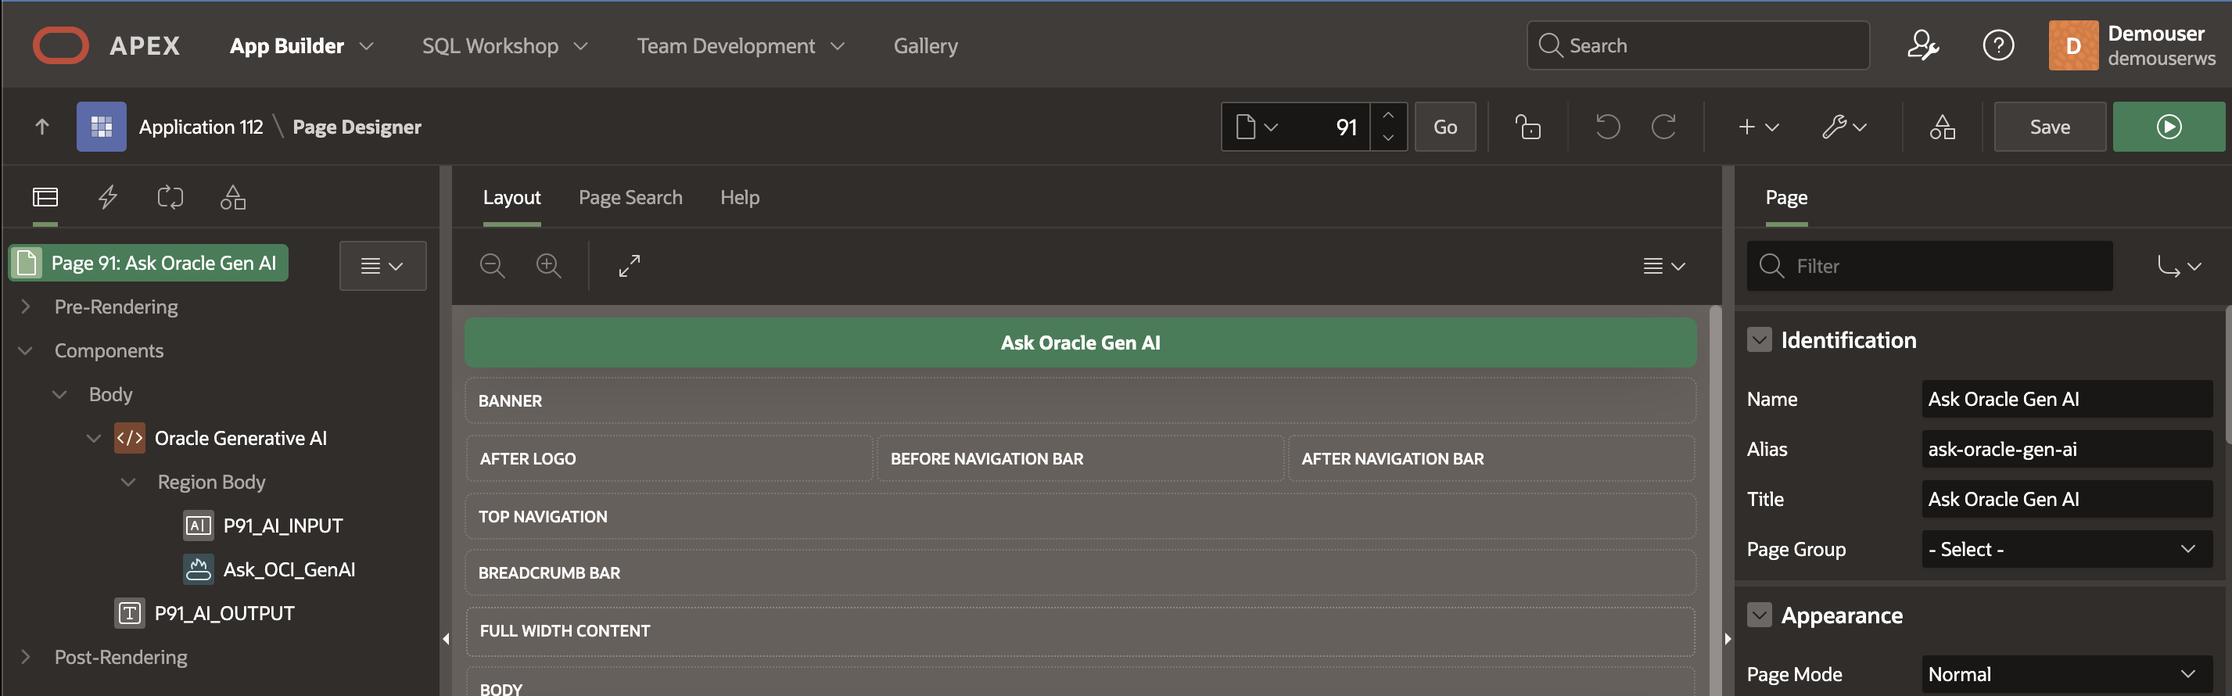 APEX App Builder SQL Workshop Team Development Gallery Search D Demouser
demouserws
Application 112 \ Page Designer 91 Go Save
Layout Page Search Help Page
Page 91: Ask Oracle Gen AI
Filter
Pre-Rendering
Components
Body
</> Oracle Generative AI
Region Body
AI P91_AI_INPUT
Ask_OCI_GenAI
T P91_AI_OUTPUT
Post-Rendering
Ask Oracle Gen AI
BANNER
AFTER LOGO BEFORE NAVIGATION BAR AFTER NAVIGATION BAR
TOP NAVIGATION
BREADCRUMB BAR
FULL WIDTH CONTENT
BODY
Identification
Name Ask Oracle Gen AI
Alias ask-oracle-gen-ai
Title Ask Oracle Gen AI
Page Group - Select -
Appearance
Page Mode Normal